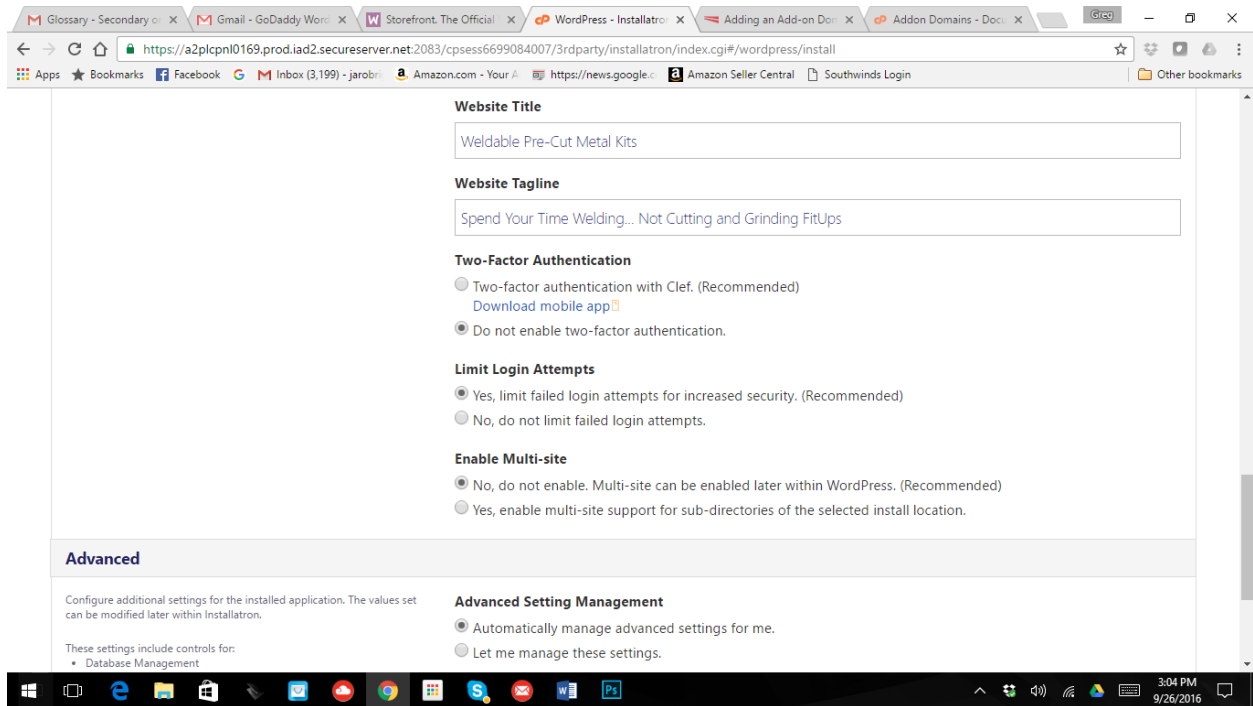 Glossary - Secondary o
Gmail - GoDaddy Word
Storefront. The Official
WordPress - Installatron
Adding an Add-on Dom
Addon Domains - Docu
Greg
https://a2plcpnl0169.prod.iad2.secureserver.net:2083/cpsess6699084007/3rdparty/installatron/index.cgi#/wordpress/install
Apps
Bookmarks
Facebook
Inbox (3,199) - jarobri
Amazon.com - Your A
https://news.google.c
Amazon Seller Central
Southwinds Login
Other bookmarks
Website Title
Weldable Pre-Cut Metal Kits
Website Tagline
Spend Your Time Welding... Not Cutting and Grinding FitUps
Two-Factor Authentication
Two-factor authentication with Clef. (Recommended)
Download mobile app
Do not enable two-factor authentication.
Limit Login Attempts
Yes, limit failed login attempts for increased security. (Recommended)
No, do not limit failed login attempts.
Enable Multi-site
No, do not enable. Multi-site can be enabled later within WordPress. (Recommended)
Yes, enable multi-site support for sub-directories of the selected install location.
Advanced
Configure additional settings for the installed application. The values set
can be modified later within Installatron.
These settings include controls for:
• Database Management
Advanced Setting Management
Automatically manage advanced settings for me.
Let me manage these settings.
3:04 PM
9/26/2016